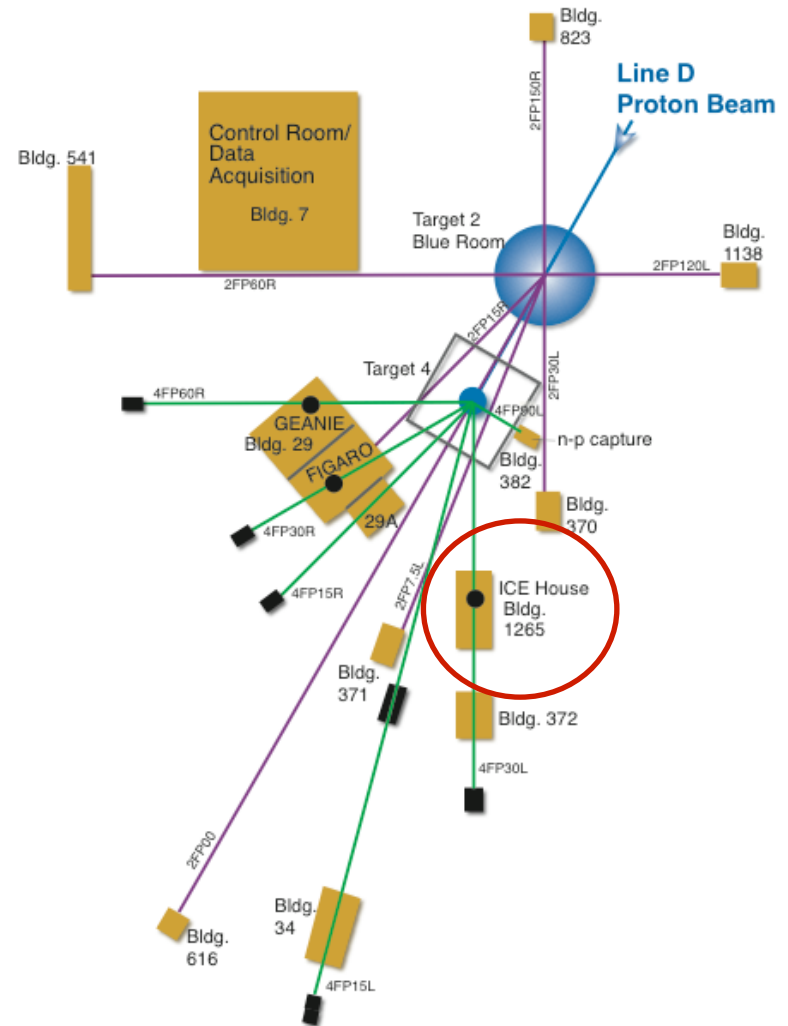 Bldg.
823
Line D
Proton Beam
2FP150R
Control Room/
Data
Acquisition
Bldg. 7
Bldg. 541
Target 2
Blue Room
Bldg.
1138
2FP120L
2FP60R
2FP15R
Target 4
2FP30L
4FP60R
4FP90L
GEANIE
Bldg. 29
n-p capture
FIGARO
Bldg.
382
Bldg.
370
29A
4FP30R
2FP7.5L
ICE House
Bldg.
1265
4FP15R
Bldg.
371
Bldg. 372
4FP30L
2FP00
Bldg.
34
Bldg.
616
4FP15L